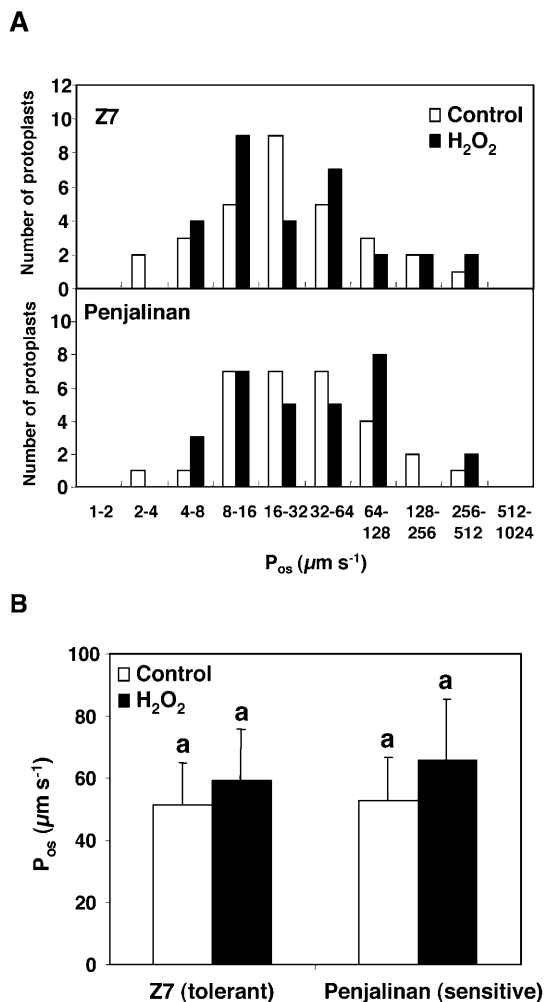 A
Z7
Control
H₂O₂
Number of protoplasts
12
10
8
6
4
2
0
Penjalinan
Number of protoplasts
10
8
6
4
2
0
1-2 2-4 4-8 8-16 16-32 32-64 64-128 128-256 256-512 512-1024
Pos (µm s⁻¹)
B
Control
H₂O₂
Pos (µm s⁻¹)
100
80
60
40
20
0
a a a a
Z7 (tolerant) Penjalinan (sensitive)